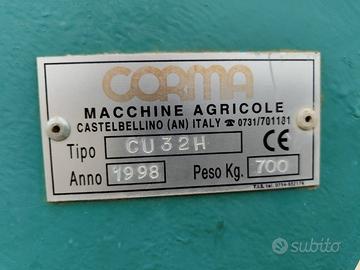 CORMA
MACCHINE AGRICOLE
CASTELBELLINO (AN) ITALY ☎ 0731/701181
Tipo CU32H CE
Anno 1998 Peso Kg. 700
subito